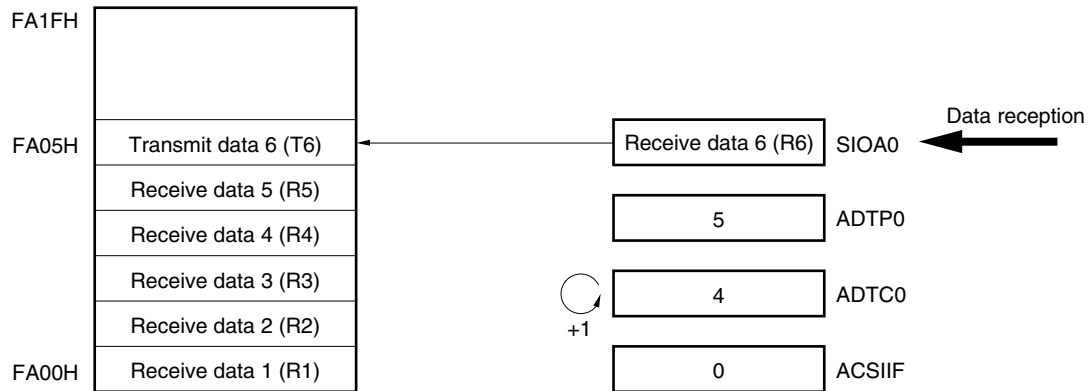 FA1FH
Data reception
FA05H Transmit data 6 (T6) Receive data 6 (R6) SIOA0
Receive data 5 (R5)
5 ADTP0
Receive data 4 (R4)
Receive data 3 (R3)
4 ADTC0
+1
Receive data 2 (R2)
FA00H Receive data 1 (R1) 0 ACSIIF